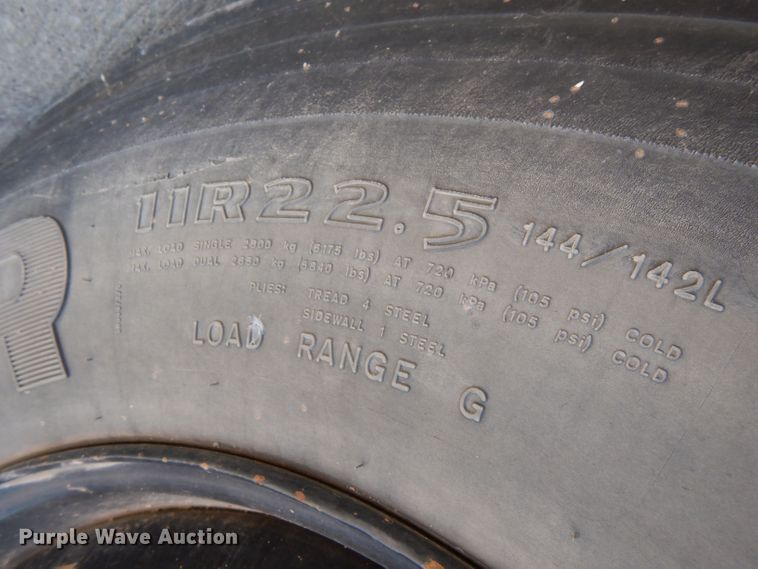 11R22.5 144/142L
MAX. LOAD SINGLE 2800 kg (6175 lbs) AT 720 kPa (105 psi) COLD
MAX. LOAD DUAL 2650 kg (5840 lbs) AT 720 kPa (105 psi) COLD
PLIES: TREAD 4 STEEL
SIDEWALL 1 STEEL
LOAD RANGE G
Purple Wave Auction